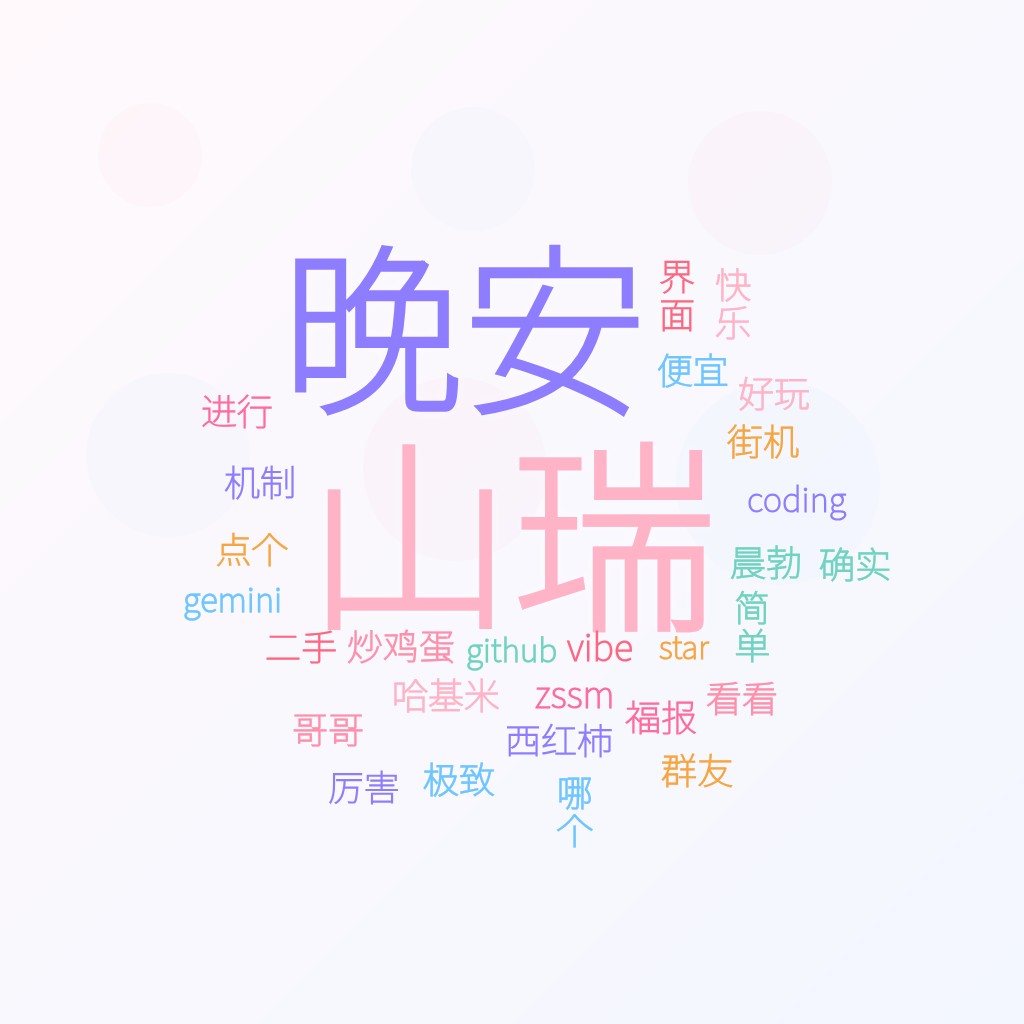 晚安
界面
快乐
便宜
好玩
进行
街机
山瑞
机制
coding
点个
晨勃
确实
gemini
简单
二手
炒鸡蛋
github
vibe
star
哈基米
zssm
看看
福报
哥哥
西红柿
群友
厉害
极致
哪个